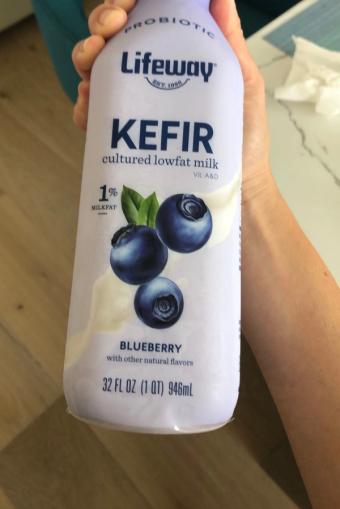 PROBIOTIC
Lifeway
EST. 1986
KEFIR
cultured lowfat milk
VIT. A&D
1%
MILKFAT
BLUEBERRY
with other natural flavors
32 FL OZ (1 QT) 946mL